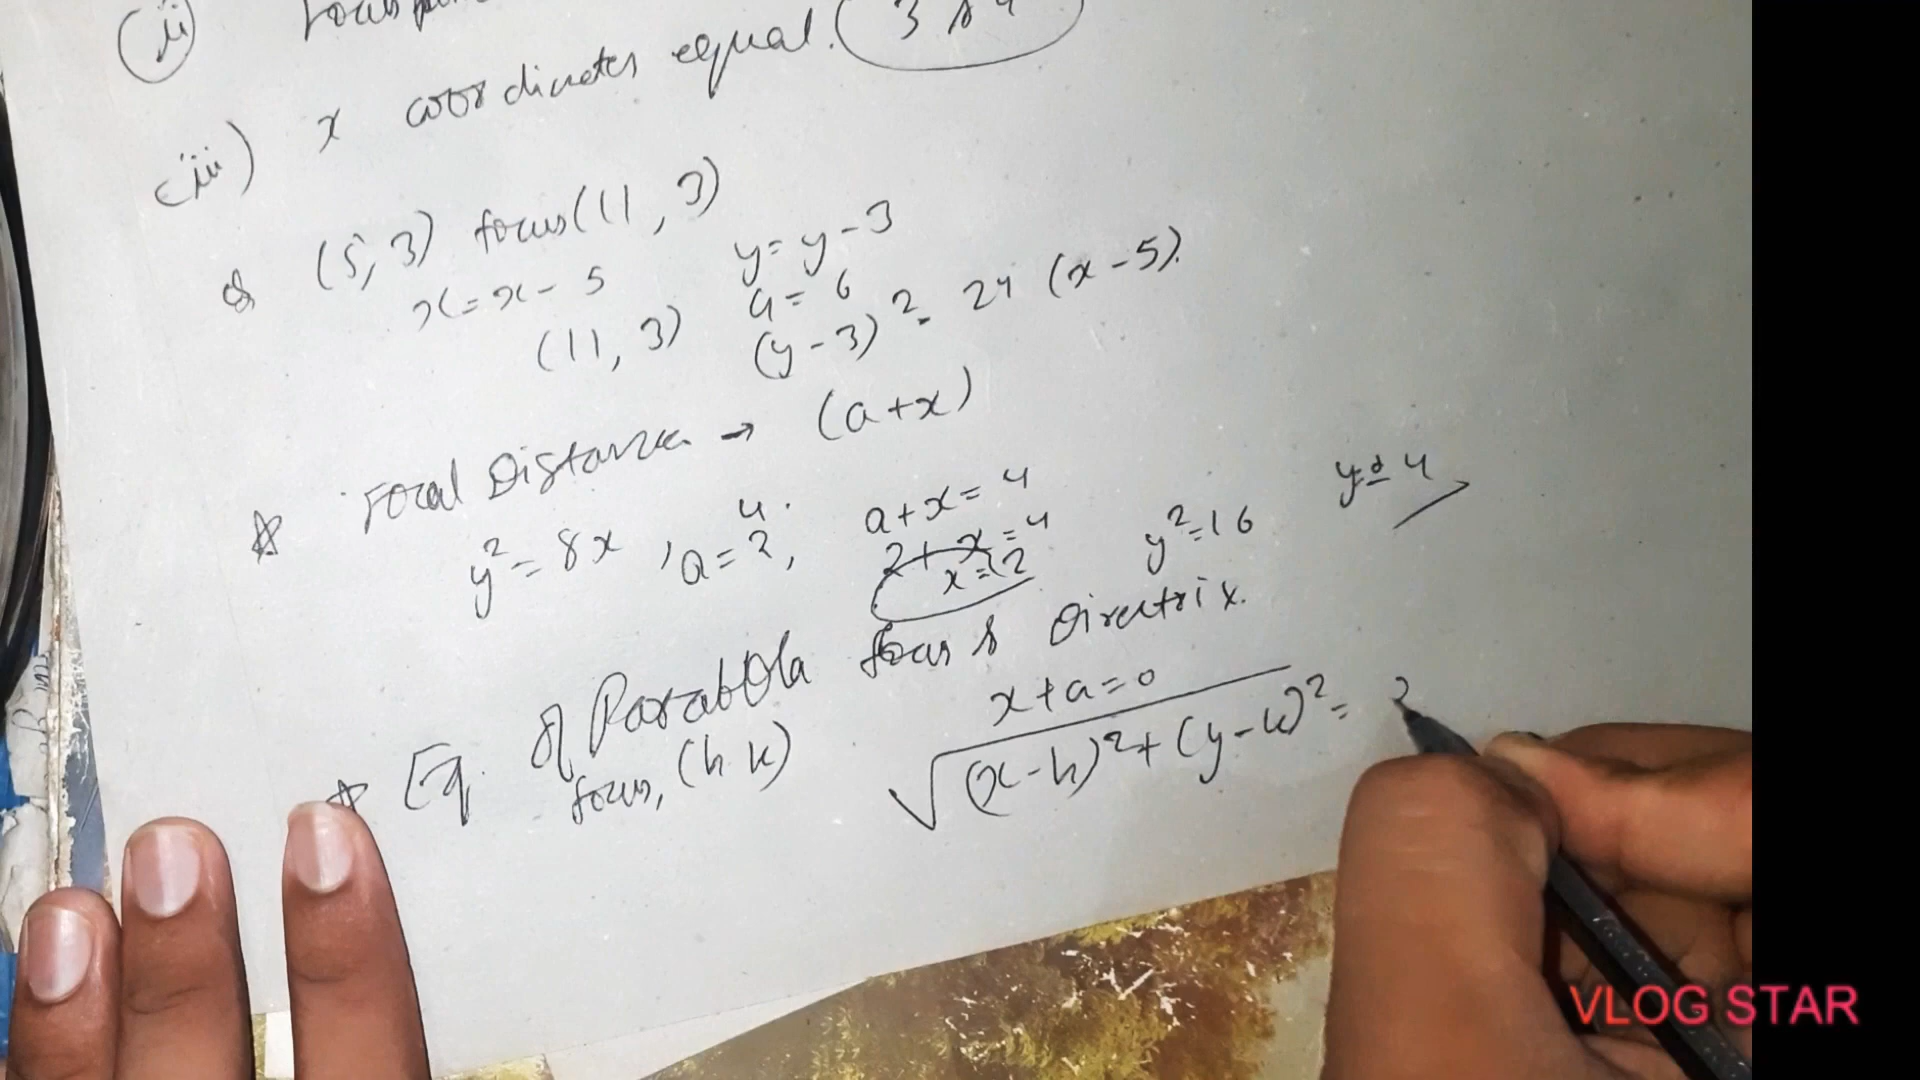 (ii)
(iii) x coordinates equal. 3
(5,3) focus (11,3)
x=x-5 y=y-3
(11,3) a=6
(y-3)²= 24 (x-5).
Focal Distance → (a+x)
4.
y²=8x , a=2, a+x=4 y²=16 y=±4
2+x=4
x=2
Eq. of Parabola focus & Directrix.
focus, (h k) x+a=0
√(x-h)²+(y-k)² =
VLOG STAR